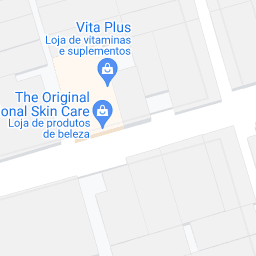 Vita Plus
Loja de vitaminas
e suplementos
The Original
onal Skin Care
Loja de produtos
de beleza